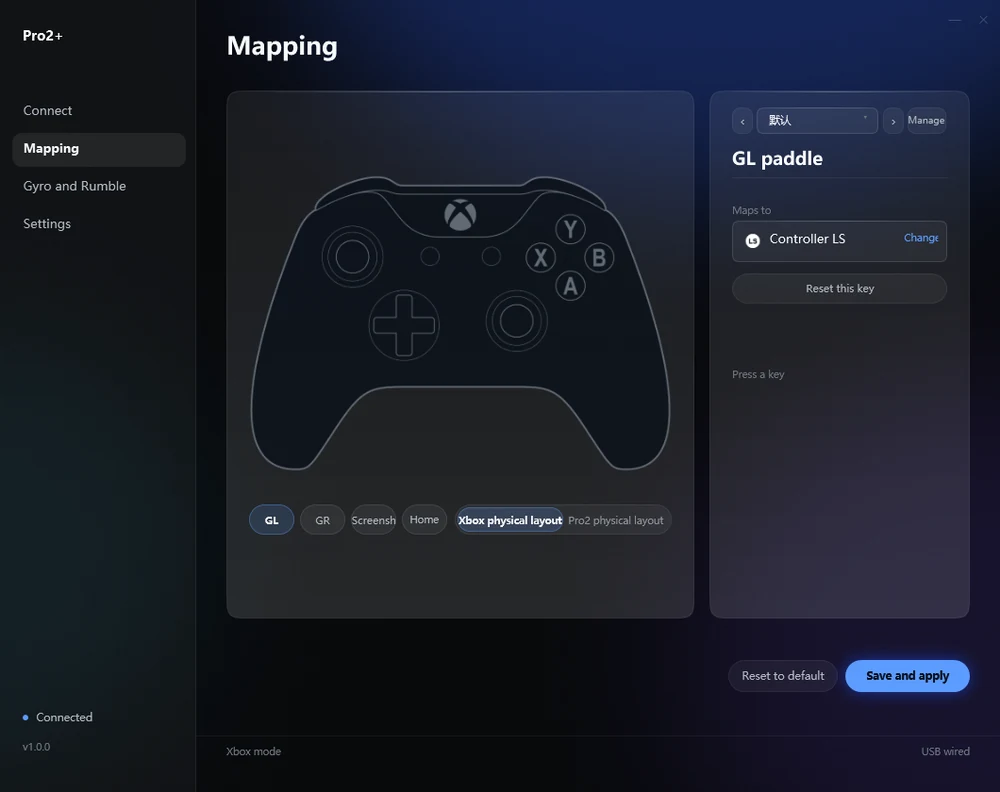 Pro2+
Connect
Mapping
Gyro and Rumble
Settings
Connected
v1.0.0
Mapping
Y
X
B
A
GL
GR
Screensh
Home
Xbox physical layout
Pro2 physical layout
‹
默认
›
Manage
GL paddle
Maps to
LS
Controller LS
Change
Reset this key
Press a key
Reset to default
Save and apply
Xbox mode
USB wired